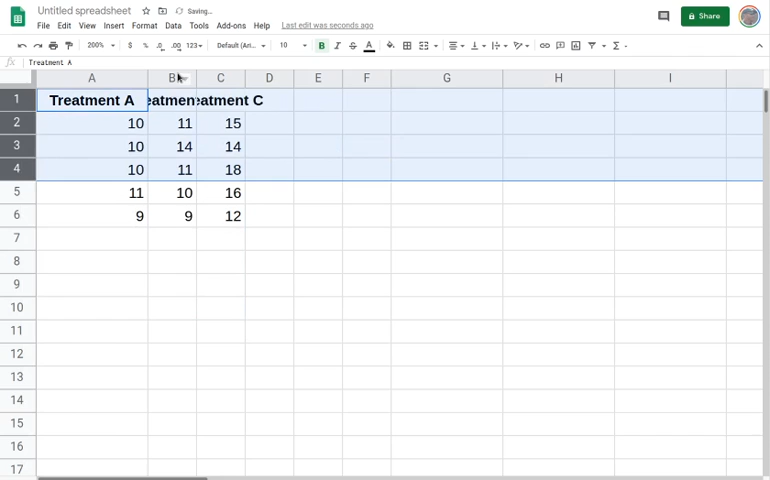 Untitled spreadsheet Saving...
File Edit View Insert Format Data Tools Add-ons Help Last edit was seconds ago
Share
200% $ % .0 .00 123 Default (Ari... 10 B I S A
fx Treatment A
A B C D E F G H I
1 Treatment A eatmen eatment C
2 10 11 15
3 10 14 14
4 10 11 18
5 11 10 16
6 9 9 12
7
8
9
10
11
12
13
14
15
16
17